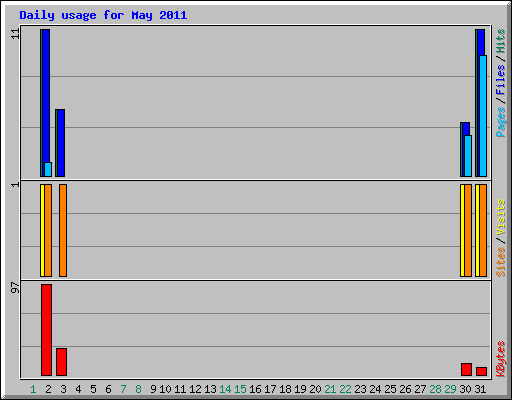 Daily usage for May 2011
11
Pages / Files / Hits
1
Sites / Visits
97
KBytes
1 2 3 4 5 6 7 8 9 10 11 12 13 14 15 16 17 18 19 20 21 22 23 24 25 26 27 28 29 30 31